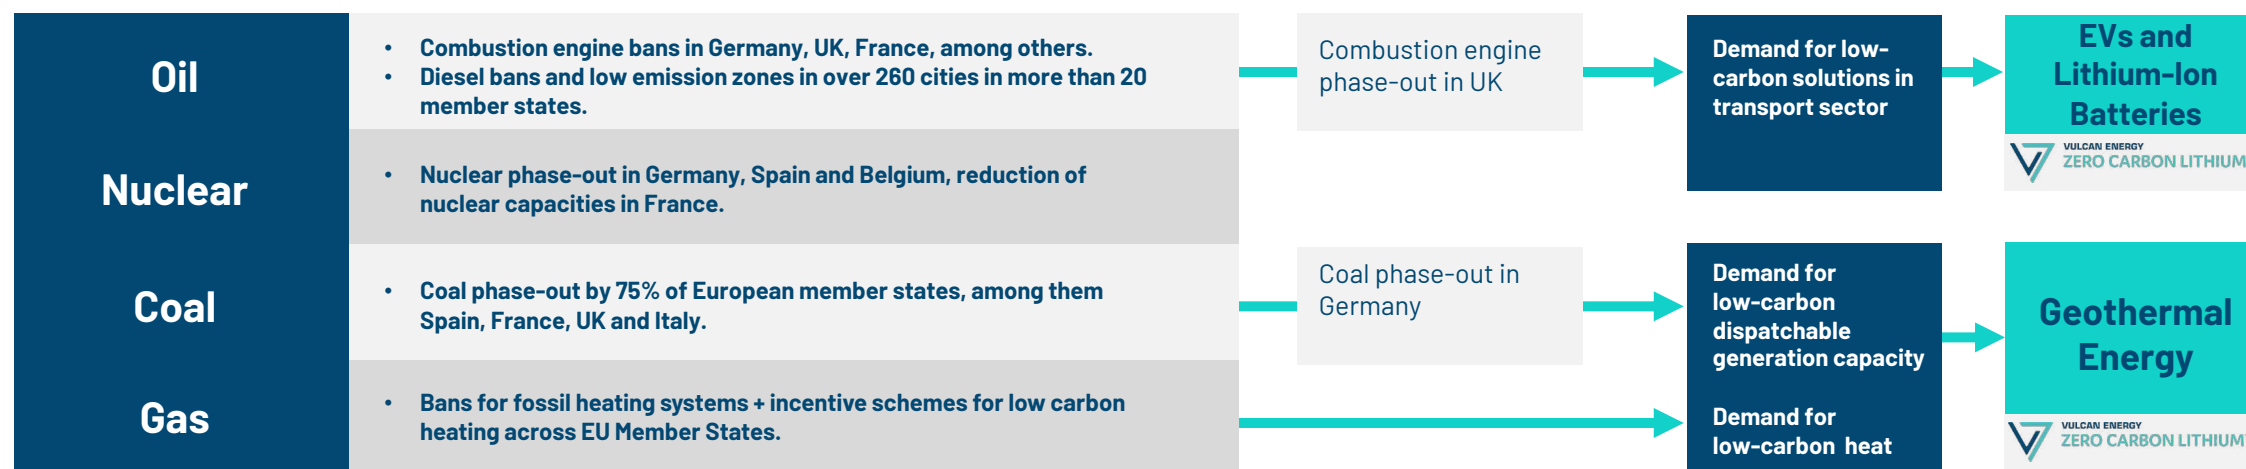 Oil
• Combustion engine bans in Germany, UK, France, among others.
• Diesel bans and low emission zones in over 260 cities in more than 20
member states.
Combustion engine
phase-out in UK
Demand for low-
carbon solutions in
transport sector
EVs and
Lithium-Ion
Batteries
VULCAN ENERGY
ZERO CARBON LITHIUM
Nuclear
• Nuclear phase-out in Germany, Spain and Belgium, reduction of
nuclear capacities in France.
Coal
• Coal phase-out by 75% of European member states, among them
Spain, France, UK and Italy.
Coal phase-out in
Germany
Demand for
low-carbon
dispatchable
generation capacity
Geothermal
Energy
Gas
• Bans for fossil heating systems + incentive schemes for low carbon
heating across EU Member States.
Demand for
low-carbon heat
VULCAN ENERGY
ZERO CARBON LITHIUM